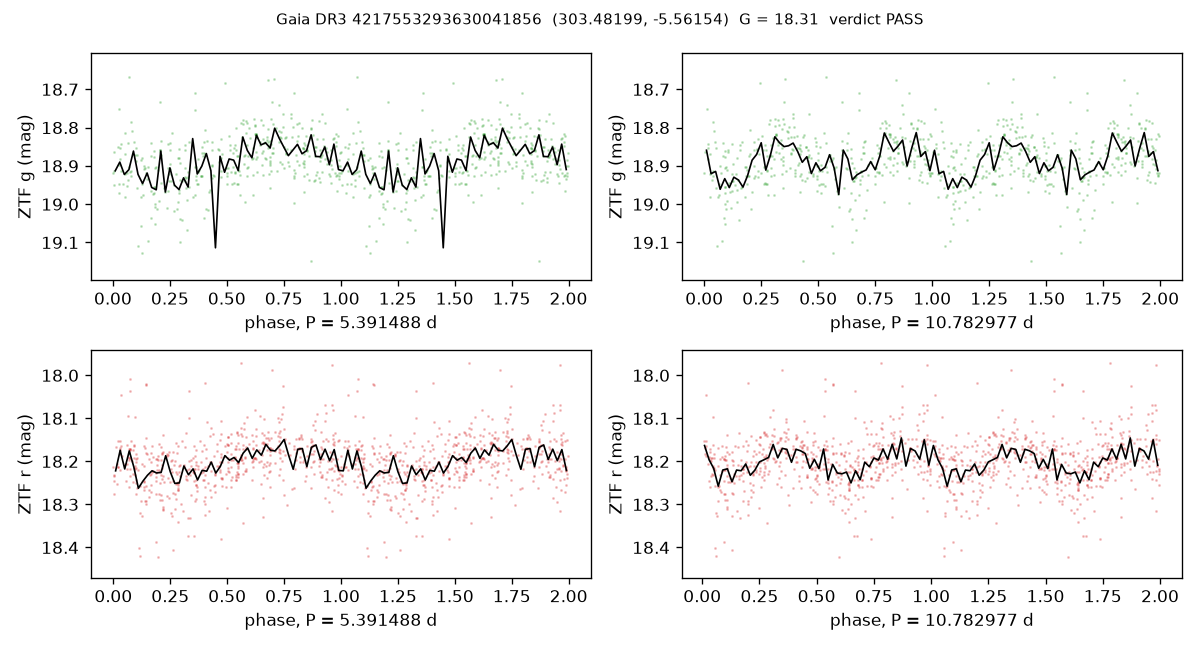 Gaia DR3 4217553293630041856  (303.48199, -5.56154)  G = 18.31  verdict PASS
ZTF g (mag)
18.7
18.8
18.9
19.0
19.1
0.00 0.25 0.50 0.75 1.00 1.25 1.50 1.75 2.00
phase, P = 5.391488 d
ZTF g (mag)
18.7
18.8
18.9
19.0
19.1
0.00 0.25 0.50 0.75 1.00 1.25 1.50 1.75 2.00
phase, P = 10.782977 d
ZTF r (mag)
18.0
18.1
18.2
18.3
18.4
0.00 0.25 0.50 0.75 1.00 1.25 1.50 1.75 2.00
phase, P = 5.391488 d
ZTF r (mag)
18.0
18.1
18.2
18.3
18.4
0.00 0.25 0.50 0.75 1.00 1.25 1.50 1.75 2.00
phase, P = 10.782977 d